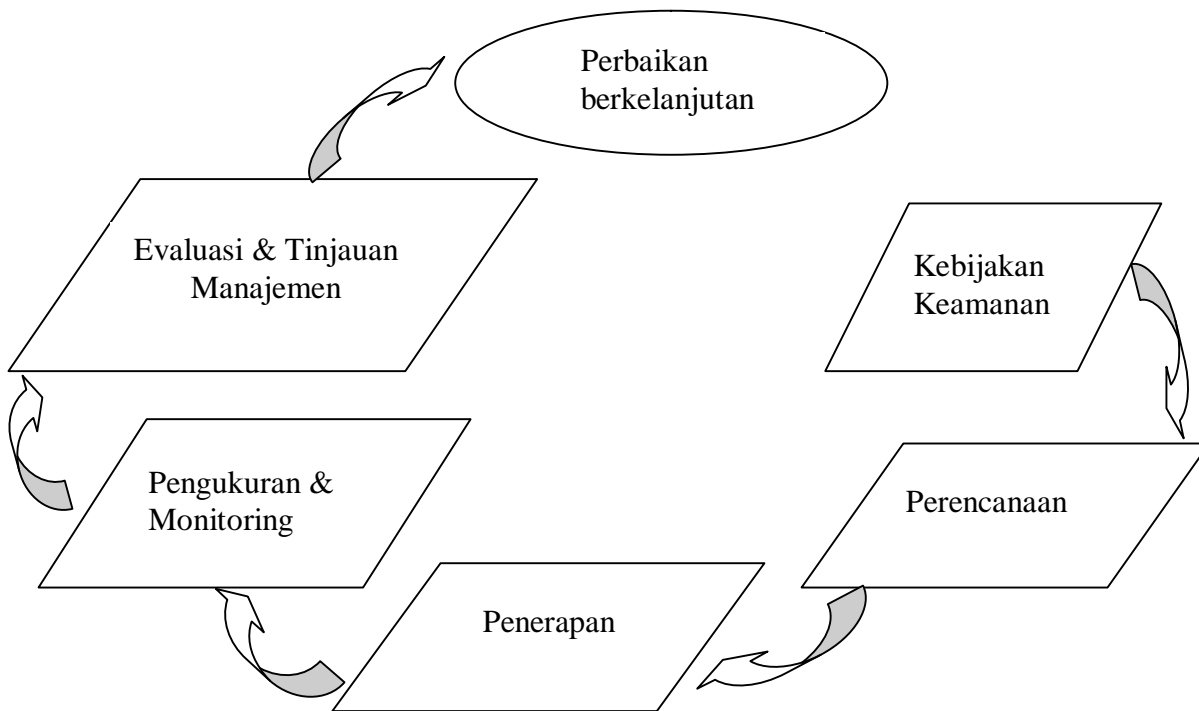 Perbaikan
berkelanjutan
Evaluasi & Tinjauan
Manajemen
Kebijakan
Keamanan
Pengukuran &
Monitoring
Perencanaan
Penerapan